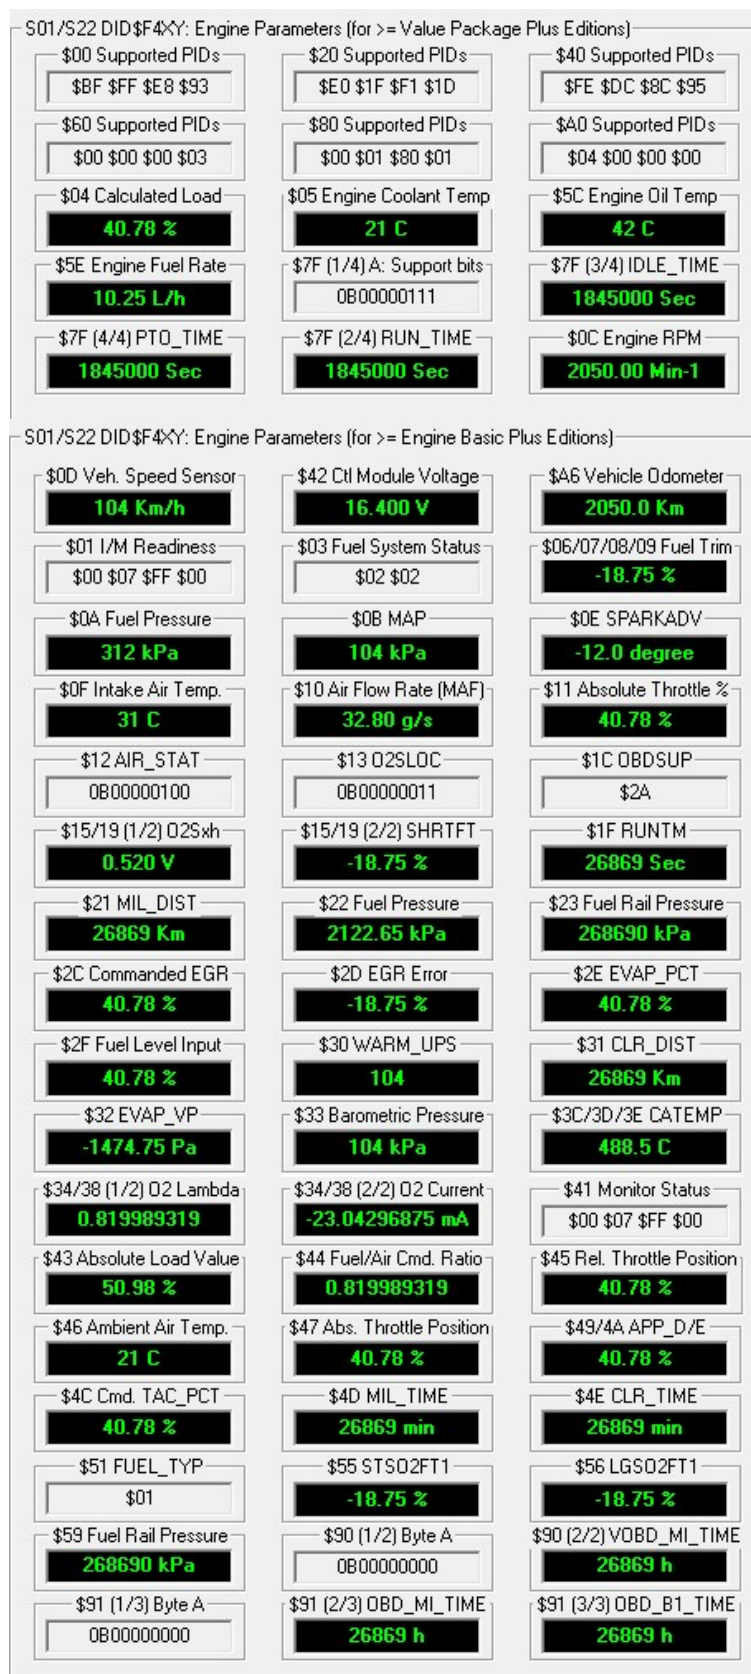 S01/S22 DID$F4XY: Engine Parameters (for >= Value Package Plus Editions)
$00 Supported PIDs $20 Supported PIDs $40 Supported PIDs
$BF $FF $E8 $93 $E0 $1F $F1 $1D $FE $DC $8C $95
$60 Supported PIDs $80 Supported PIDs $A0 Supported PIDs
$00 $00 $00 $03 $00 $01 $80 $01 $04 $00 $00 $00
$04 Calculated Load $05 Engine Coolant Temp $5C Engine Oil Temp
40.78 % 21 C 42 C
$5E Engine Fuel Rate $7F (1/4) A: Support bits $7F (3/4) IDLE_TIME
10.25 L/h 0B00000111 1845000 Sec
$7F (4/4) PTO_TIME $7F (2/4) RUN_TIME $0C Engine RPM
1845000 Sec 1845000 Sec 2050.00 Min-1
S01/S22 DID$F4XY: Engine Parameters (for >= Engine Basic Plus Editions)
$0D Veh. Speed Sensor $42 Ctl Module Voltage $A6 Vehicle Odometer
104 Km/h 16.400 V 2050.0 Km
$01 I/M Readiness $03 Fuel System Status $06/07/08/09 Fuel Trim
$00 $07 $FF $00 $02 $02 -18.75 %
$0A Fuel Pressure $0B MAP $0E SPARKADV
312 kPa 104 kPa -12.0 degree
$0F Intake Air Temp. $10 Air Flow Rate (MAF) $11 Absolute Throttle %
31 C 32.80 g/s 40.78 %
$12 AIR_STAT $13 O2SLOC $1C OBDSUP
0B00000100 0B00000011 $2A
$15/19 (1/2) O2Sxh $15/19 (2/2) SHRTFT $1F RUNTM
0.520 V -18.75 % 26869 Sec
$21 MIL_DIST $22 Fuel Pressure $23 Fuel Rail Pressure
26869 Km 2122.65 kPa 268690 kPa
$2C Commanded EGR $2D EGR Error $2E EVAP_PCT
40.78 % -18.75 % 40.78 %
$2F Fuel Level Input $30 WARM_UPS $31 CLR_DIST
40.78 % 104 26869 Km
$32 EVAP_VP $33 Barometric Pressure $3C/3D/3E CATEMP
-1474.75 Pa 104 kPa 488.5 C
$34/38 (1/2) O2 Lambda $34/38 (2/2) O2 Current $41 Monitor Status
0.819989319 -23.04296875 mA $00 $07 $FF $00
$43 Absolute Load Value $44 Fuel/Air Cmd. Ratio $45 Rel. Throttle Position
50.98 % 0.819989319 40.78 %
$46 Ambient Air Temp. $47 Abs. Throttle Position $49/4A APP_D/E
21 C 40.78 % 40.78 %
$4C Cmd. TAC_PCT $4D MIL_TIME $4E CLR_TIME
40.78 % 26869 min 26869 min
$51 FUEL_TYP $55 STSO2FT1 $56 LGSO2FT1
$01 -18.75 % -18.75 %
$59 Fuel Rail Pressure $90 (1/2) Byte A $90 (2/2) VOBD_MI_TIME
268690 kPa 0B00000000 26869 h
$91 (1/3) Byte A $91 (2/3) OBD_MI_TIME $91 (3/3) OBD_B1_TIME
0B00000000 26869 h 26869 h